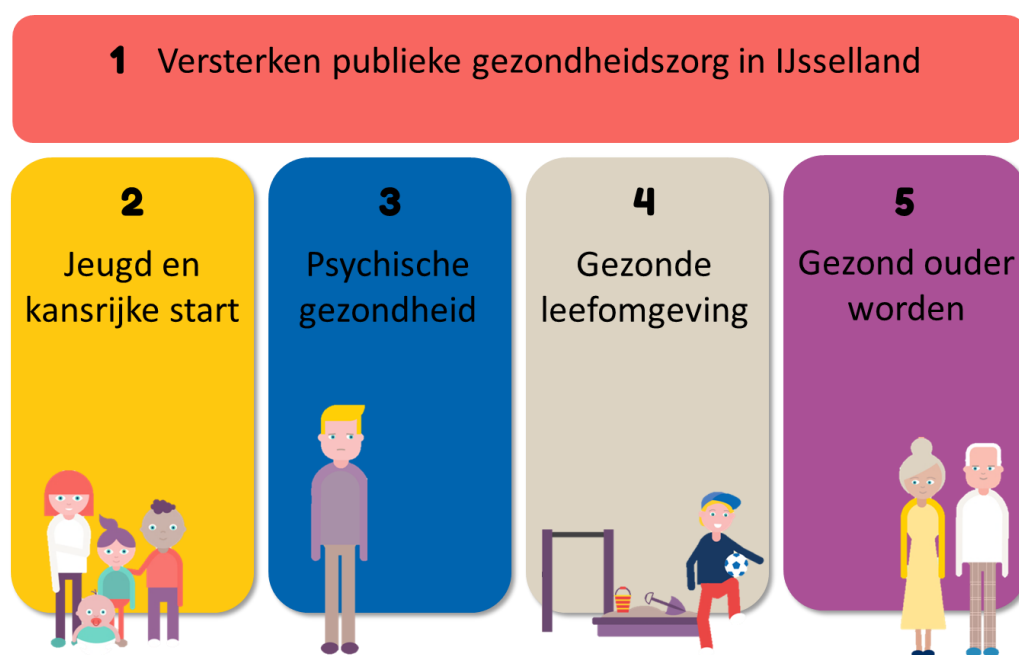 1 Versterken publieke gezondheidszorg in IJsselland
2
Jeugd en
kansrijke start
3
Psychische
gezondheid
4
Gezonde
leefomgeving
5
Gezond ouder
worden